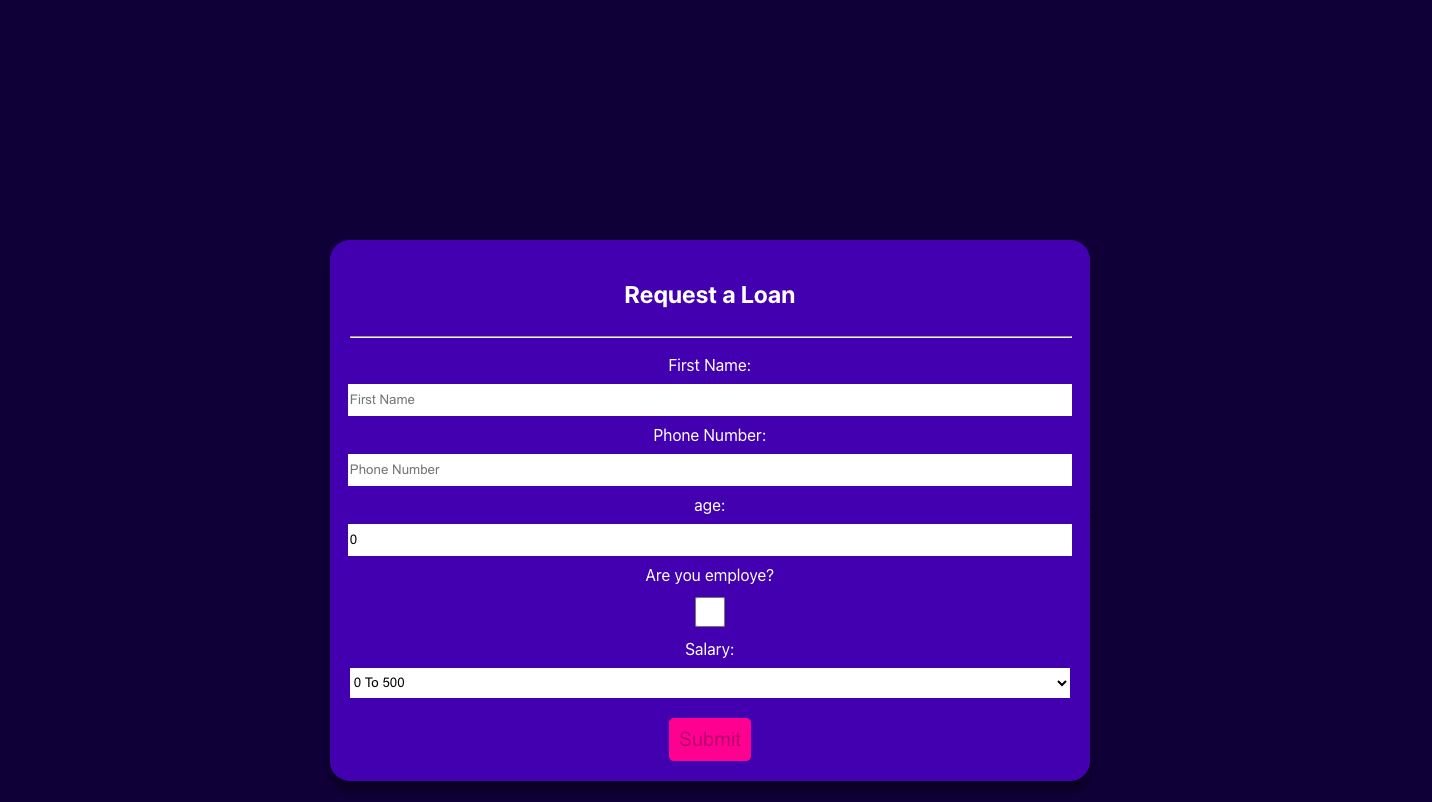 Request a Loan
First Name:
First Name
Phone Number:
Phone Number
age:
0
Are you employe?
Salary:
0 To 500
Submit